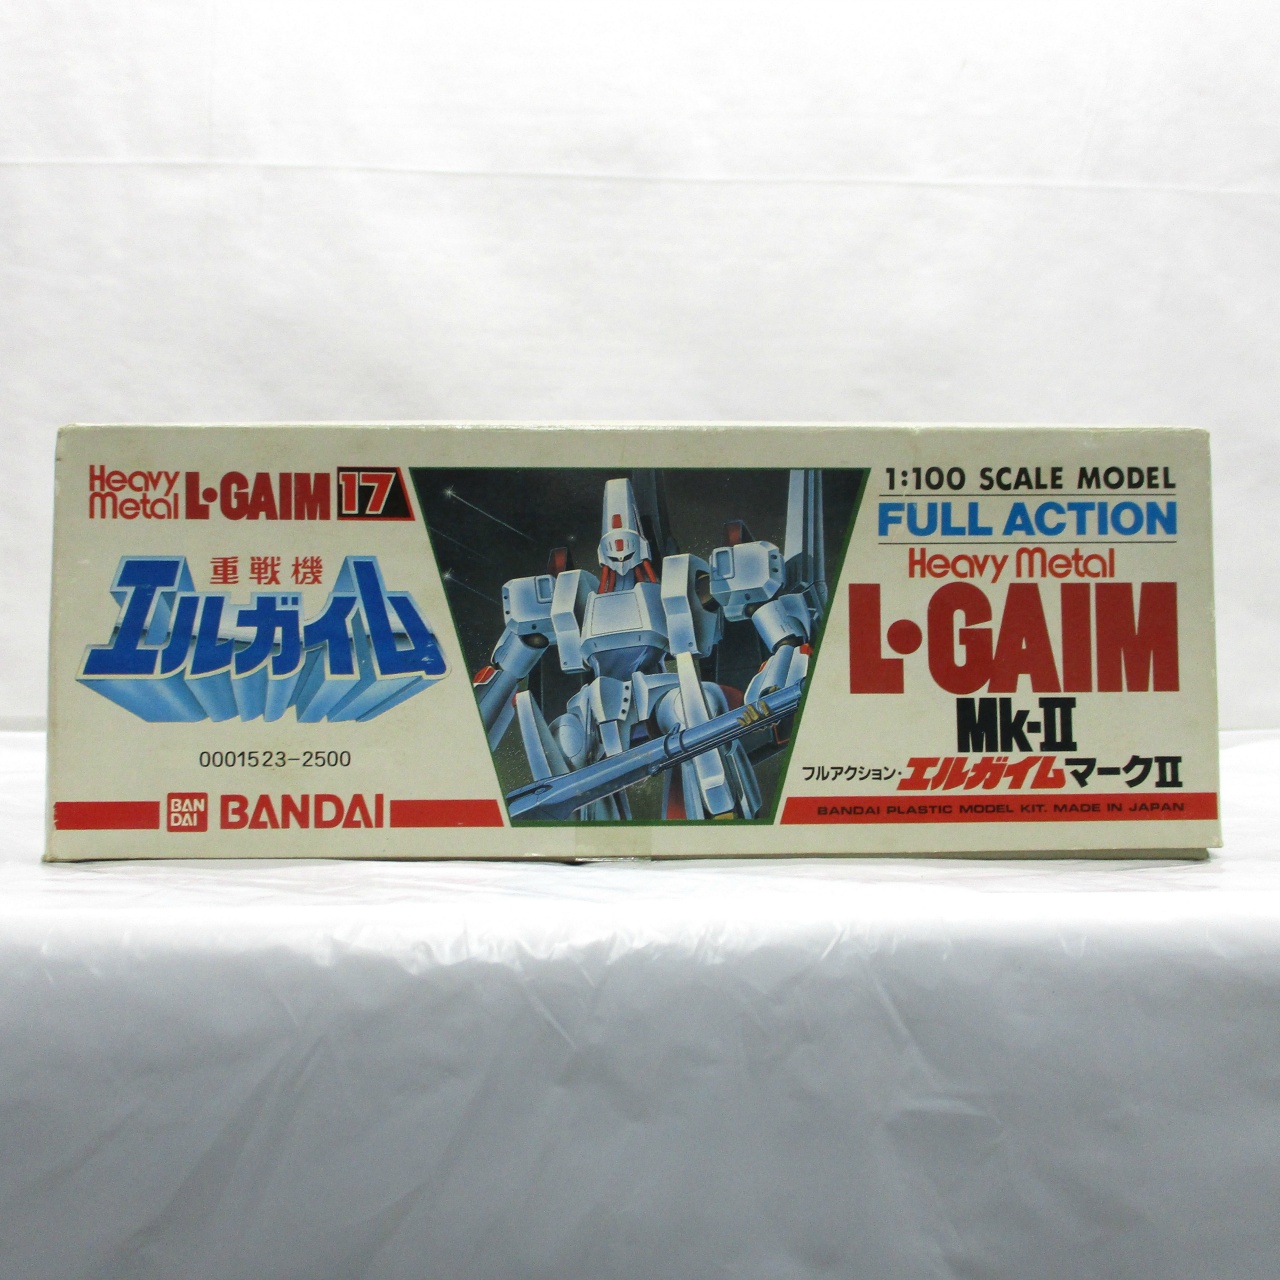 Heavy Metal L・GAIM 17
重戦機
エルガイム
0001523-2500
BAN
DAI
BANDAI
1:100 SCALE MODEL
FULL ACTION
Heavy Metal
L・GAIM
Mk-II
フルアクション・エルガイムマークII
BANDAI PLASTIC MODEL KIT. MADE IN JAPAN